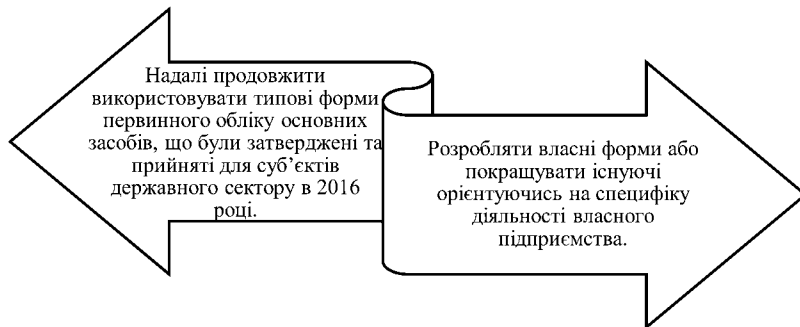 Надалі продовжити
використовувати типові форми
первинного обліку основних
засобів, що були затверджені та
прийняті для суб’єктів
державного сектору в 2016
році.
Розробляти власні форми або
покращувати існуючі
орієнтуючись на специфіку
діяльності власного
підприємства.